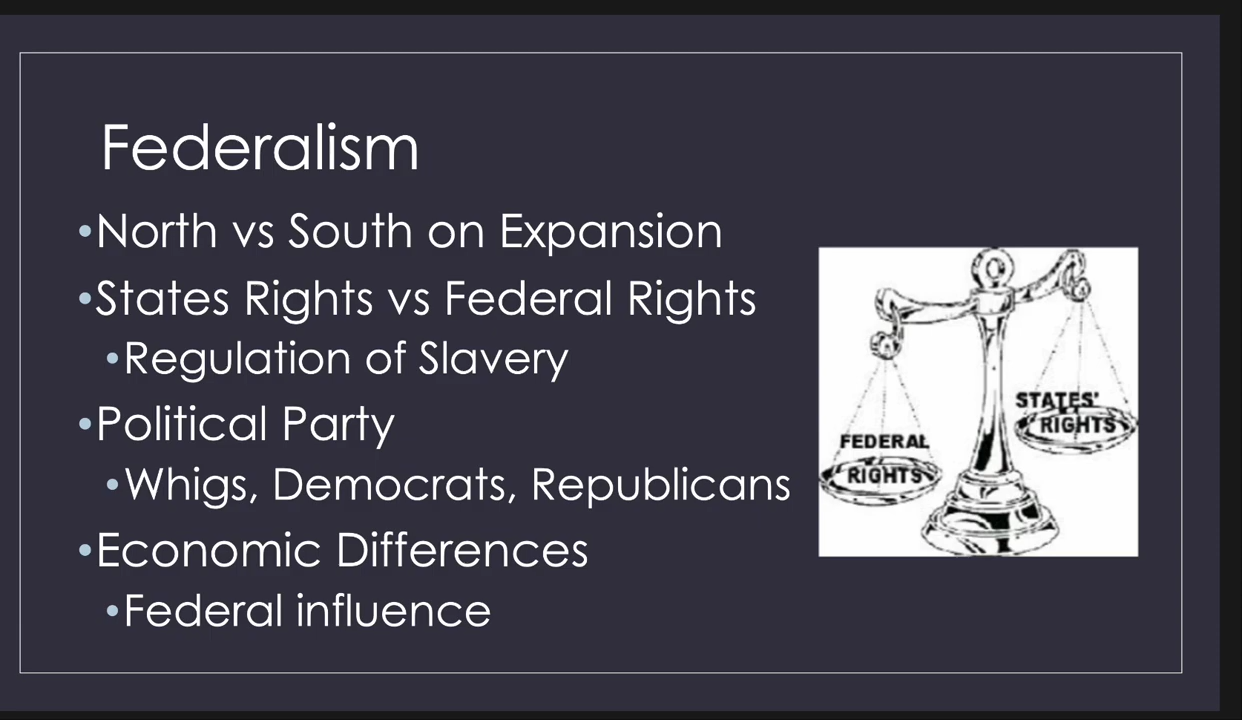 Federalism
•North vs South on Expansion
•States Rights vs Federal Rights
•Regulation of Slavery
•Political Party
•Whigs, Democrats, Republicans
•Economic Differences
•Federal influence
FEDERAL
RIGHTS
STATES'
RIGHTS